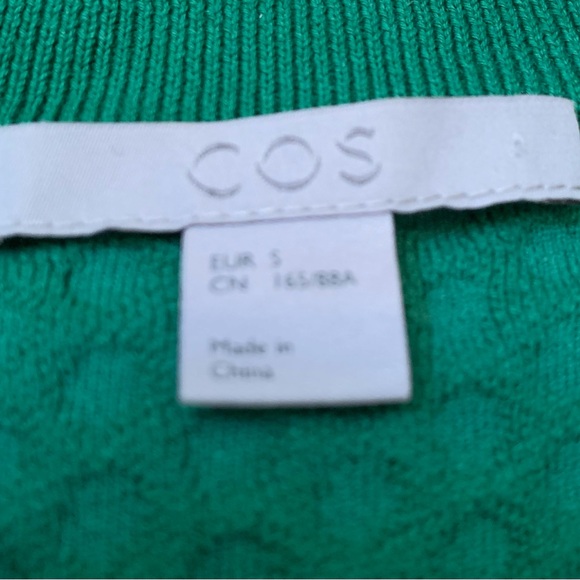 COS
EUR S
CN 165/88A
Made in
China